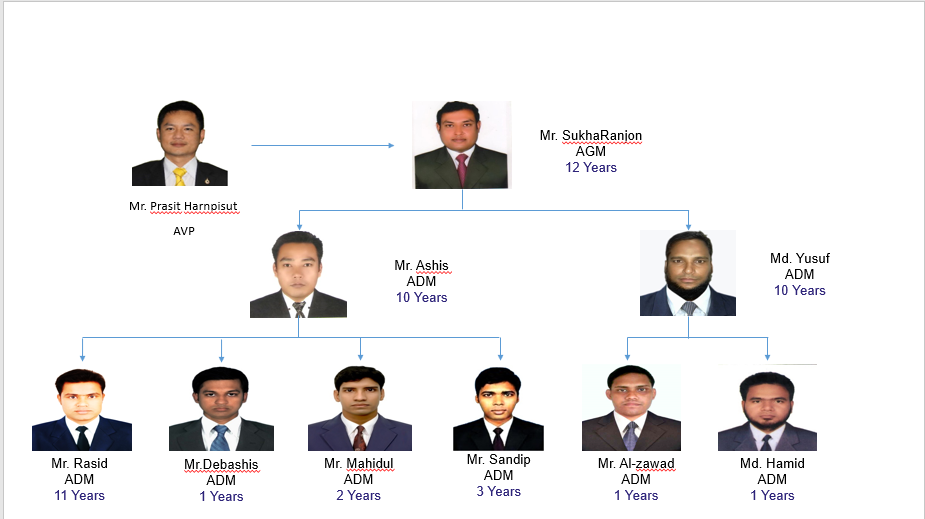 Mr. SukhaRanjon
AGM
12 Years
Mr. Prasit Harnpisut
AVP
Mr. Ashis
ADM
10 Years
Md. Yusuf
ADM
10 Years
Mr. Rasid
ADM
11 Years
Mr.Debashis
ADM
1 Years
Mr. Mahidul
ADM
2 Years
Mr. Sandip
ADM
3 Years
Mr. Al-zawad
ADM
1 Years
Md. Hamid
ADM
1 Years